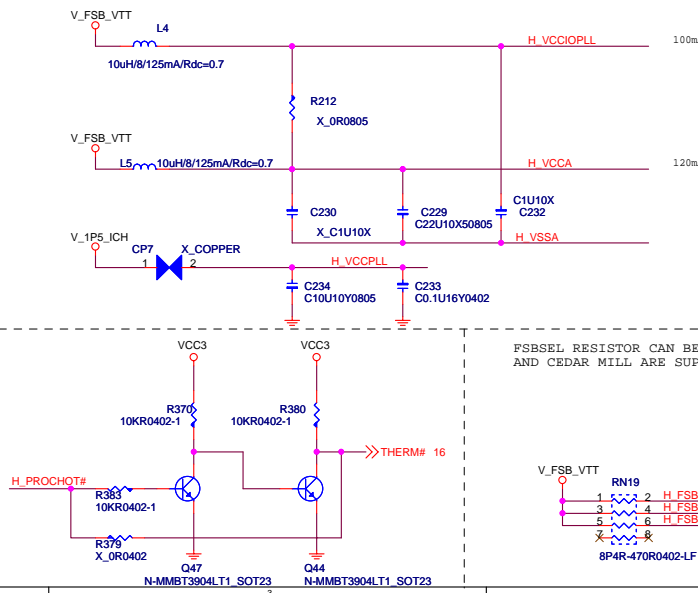 V_FSB_VTT
L4
H_VCCIOPLL
100m
10uH/8/125mA/Rdc=0.7
R212
X_0R0805
V_FSB_VTT
L5
10uH/8/125mA/Rdc=0.7
H_VCCA
120m
C230
X_C1U10X
C229
C22U10X50805
C1U10X
C232
V_1P5_ICH
H_VSSA
CP7
X_COPPER
1
2
H_VCCPLL
C234
C10U10Y0805
C233
C0.1U16Y0402
VCC3
VCC3
FSBSEL RESISTOR CAN BE
AND CEDAR MILL ARE SUP
R370
10KR0402-1
R380
10KR0402-1
THERM# 16
H_PROCHOT#
R383
10KR0402-1
R379
X_0R0402
Q47
N-MMBT3904LT1_SOT23
Q44
N-MMBT3904LT1_SOT23
V_FSB_VTT
RN19
1 2 H_FSB
3 4 H_FSB
5 6 H_FSB
7 8
8P4R-470R0402-LF